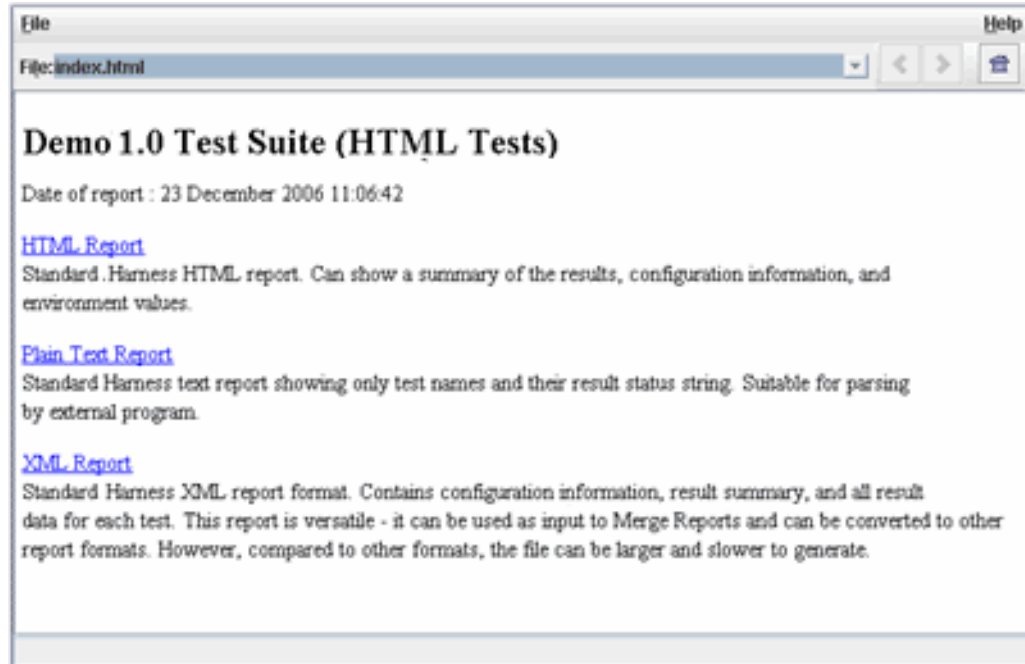 File Help
File: index.html
Demo 1.0 Test Suite (HTML Tests)
Date of report : 23 December 2006 11:06:42
HTML Report
Standard .Harness HTML report. Can show a summary of the results, configuration information, and
environment values.
Plain Text Report
Standard Harness text report showing only test names and their result status string. Suitable for parsing
by external program.
XML Report
Standard Harness XML report format. Contains configuration information, result summary, and all result
data for each test. This report is versatile - it can be used as input to Merge Reports and can be converted to other
report formats. However, compared to other formats, the file can be larger and slower to generate.